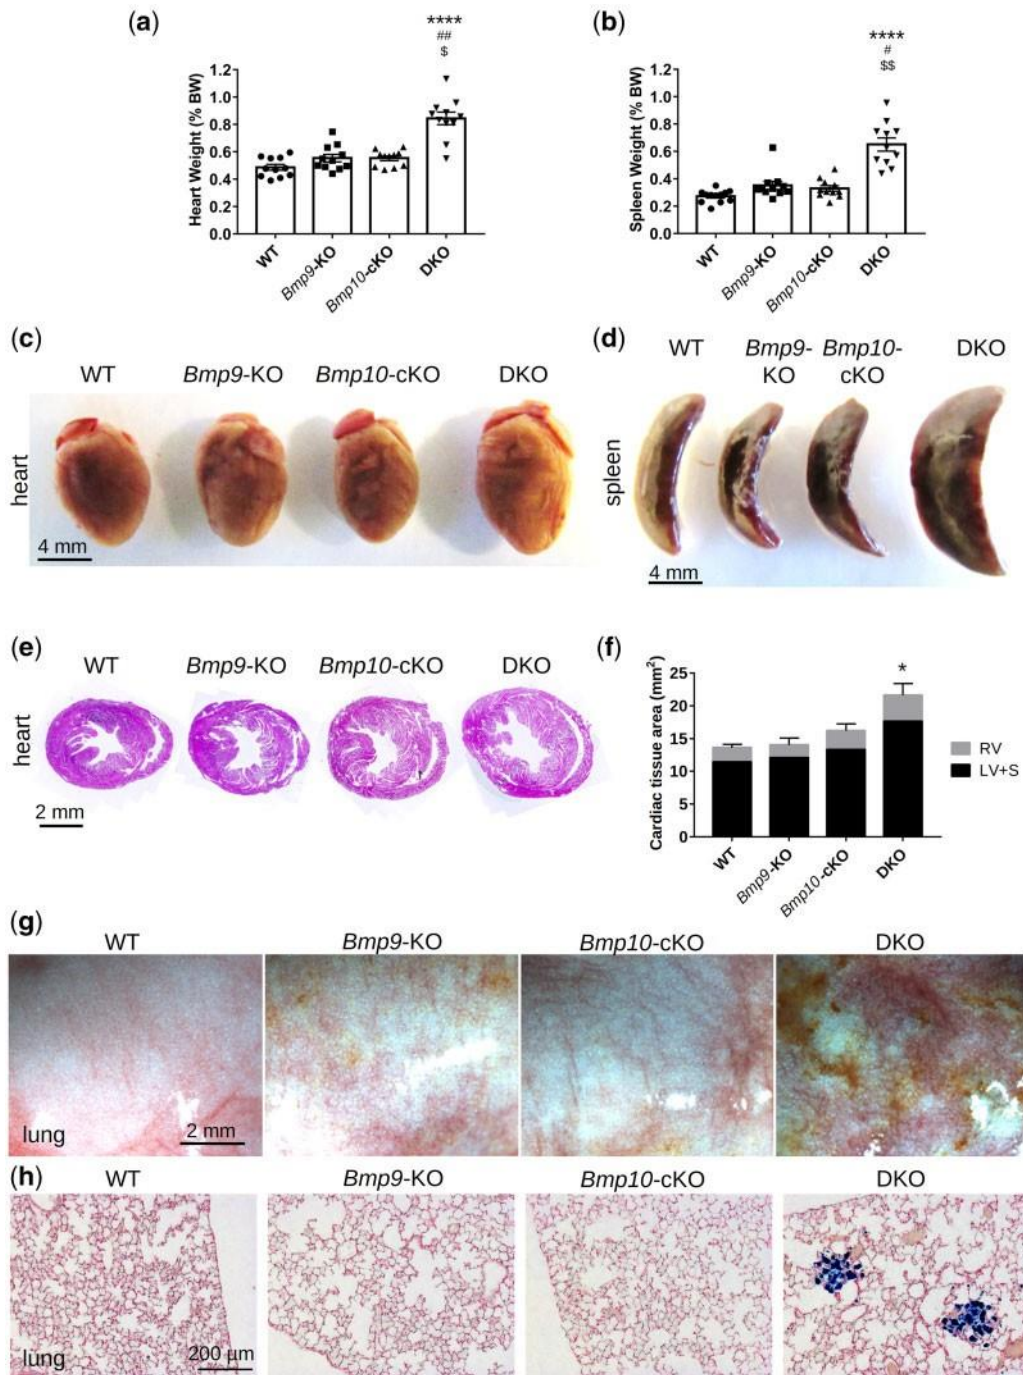 (a)
****
##
$
Heart Weight (% BW)
1.2
1.0
0.8
0.6
0.4
0.2
0.0
WT
Bmp9-KO
Bmp10-cKO
DKO
(b)
****
#
$$
Spleen Weight (% BW)
1.2
1.0
0.8
0.6
0.4
0.2
0.0
WT
Bmp9-KO
Bmp10-cKO
DKO
(c)
WT Bmp9-KO Bmp10-cKO DKO
heart
4 mm
(d)
WT Bmp9-KO Bmp10-cKO DKO
spleen
4 mm
(e)
WT Bmp9-KO Bmp10-cKO DKO
heart
2 mm
(f)
*
Cardiac tissue area (mm²)
25
20
15
10
5
0
WT
Bmp9-KO
Bmp10-cKO
DKO
RV
LV+S
(g)
WT Bmp9-KO Bmp10-cKO DKO
lung
2 mm
(h)
WT Bmp9-KO Bmp10-cKO DKO
lung
200 µm